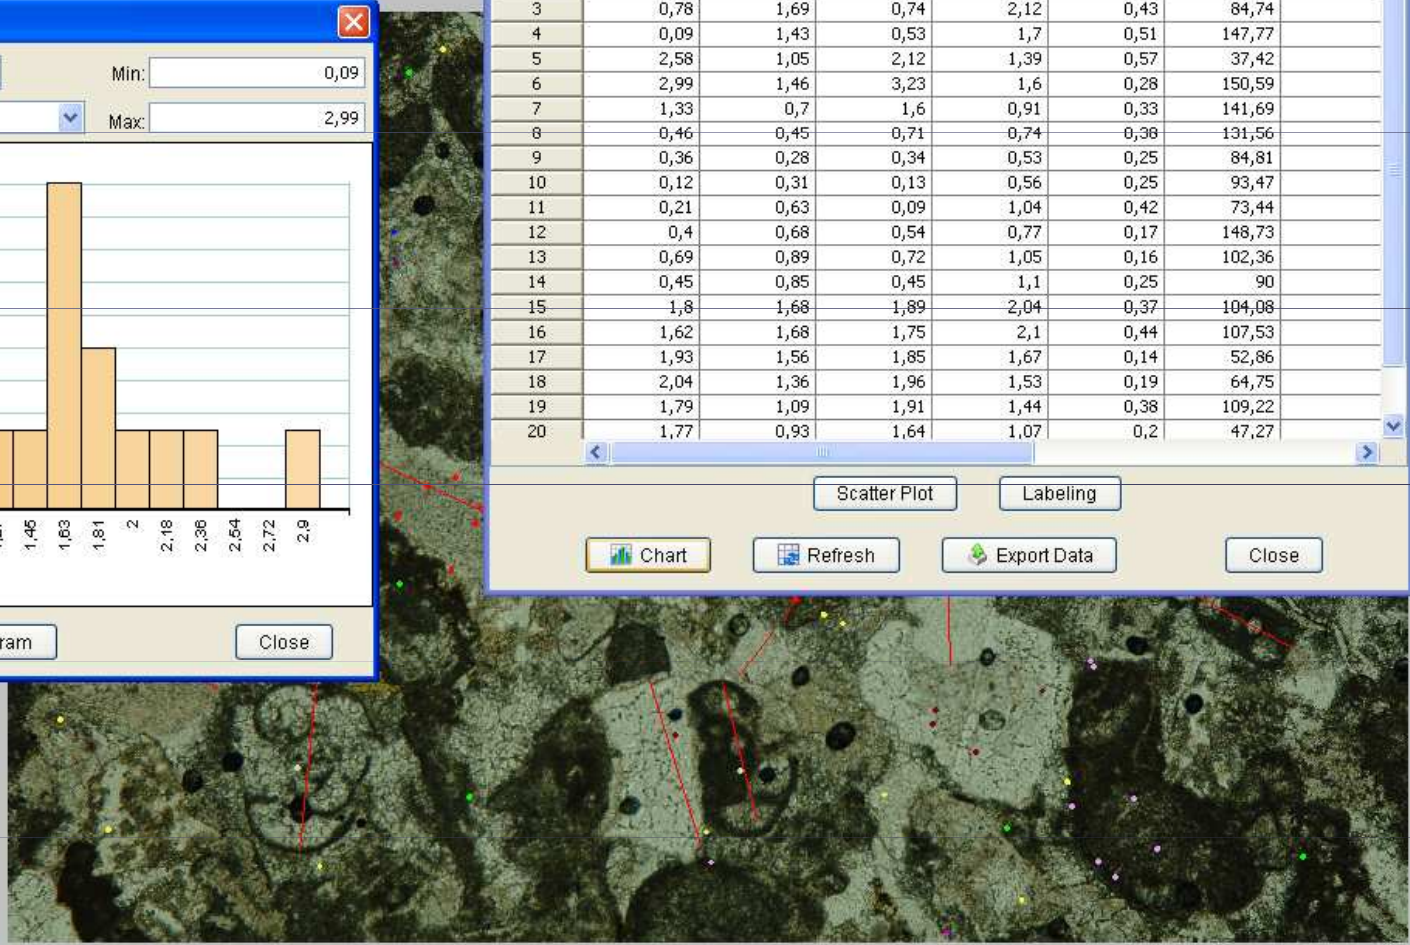 Min: 0,09
Max: 2,99
1,45 1,63 1,81 2 2,18 2,36 2,54 2,72 2,9
Close
3 0,78 1,69 0,74 2,12 0,43 84,74
4 0,09 1,43 0,53 1,7 0,51 147,77
5 2,58 1,05 2,12 1,39 0,57 37,42
6 2,99 1,46 3,23 1,6 0,28 150,59
7 1,33 0,7 1,6 0,91 0,33 141,69
8 0,46 0,45 0,71 0,74 0,38 131,56
9 0,36 0,28 0,34 0,53 0,25 84,81
10 0,12 0,31 0,13 0,56 0,25 93,47
11 0,21 0,63 0,09 1,04 0,42 73,44
12 0,4 0,68 0,54 0,77 0,17 148,73
13 0,69 0,89 0,72 1,05 0,16 102,36
14 0,45 0,85 0,45 1,1 0,25 90
15 1,8 1,68 1,89 2,04 0,37 104,08
16 1,62 1,68 1,75 2,1 0,44 107,53
17 1,93 1,56 1,85 1,67 0,14 52,86
18 2,04 1,36 1,96 1,53 0,19 64,75
19 1,79 1,09 1,91 1,44 0,38 109,22
20 1,77 0,93 1,64 1,07 0,2 47,27
Scatter Plot Labeling
Chart Refresh Export Data Close